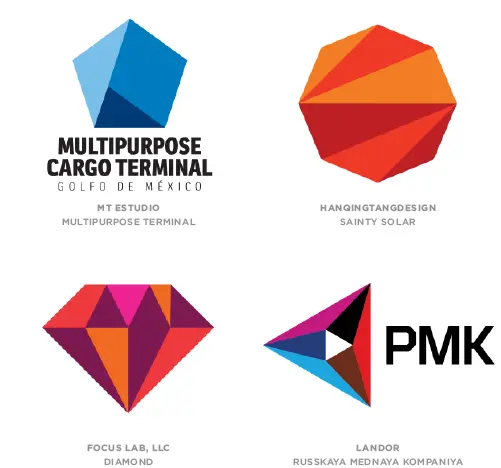 MULTIPURPOSE
CARGO TERMINAL
GOLFO DE MÉXICO
MT ESTUDIO
MULTIPURPOSE TERMINAL
HANQINGTANGDESIGN
SAINTY SOLAR
FOCUS LAB, LLC
DIAMOND
PMK
LANDOR
RUSSKAYA MEDNAYA KOMPANIYA